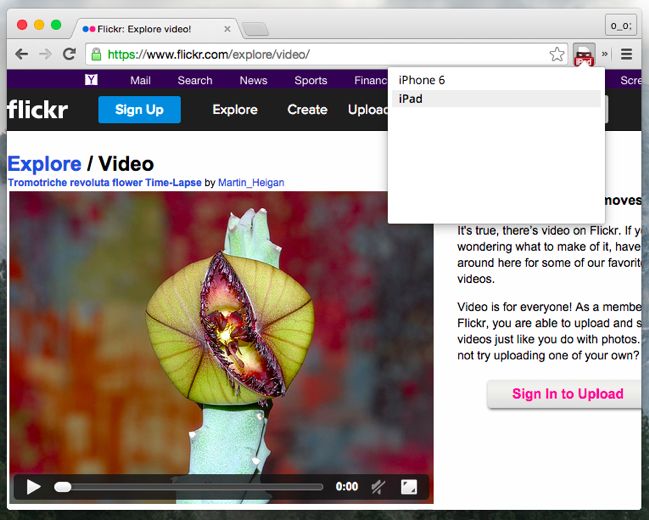 Flickr: Explore video!
o_o;
https://www.flickr.com/explore/video/
»
iPad
Y
Mail
Search
News
Sports
Scre
flickr
Sign Up
Explore
Create
iPhone 6
iPad
Explore / Video
Tromotriche revoluta flower Time-Lapse by Martin_Heigan
moves
It's true, there's video on Flickr. If yo
wondering what to make of it, have
around here for some of our favorit
videos.
Video is for everyone! As a membe
Flickr, you are able to upload and s
videos just like you do with photos.
not try uploading one of your own?
Sign In to Upload
0:00